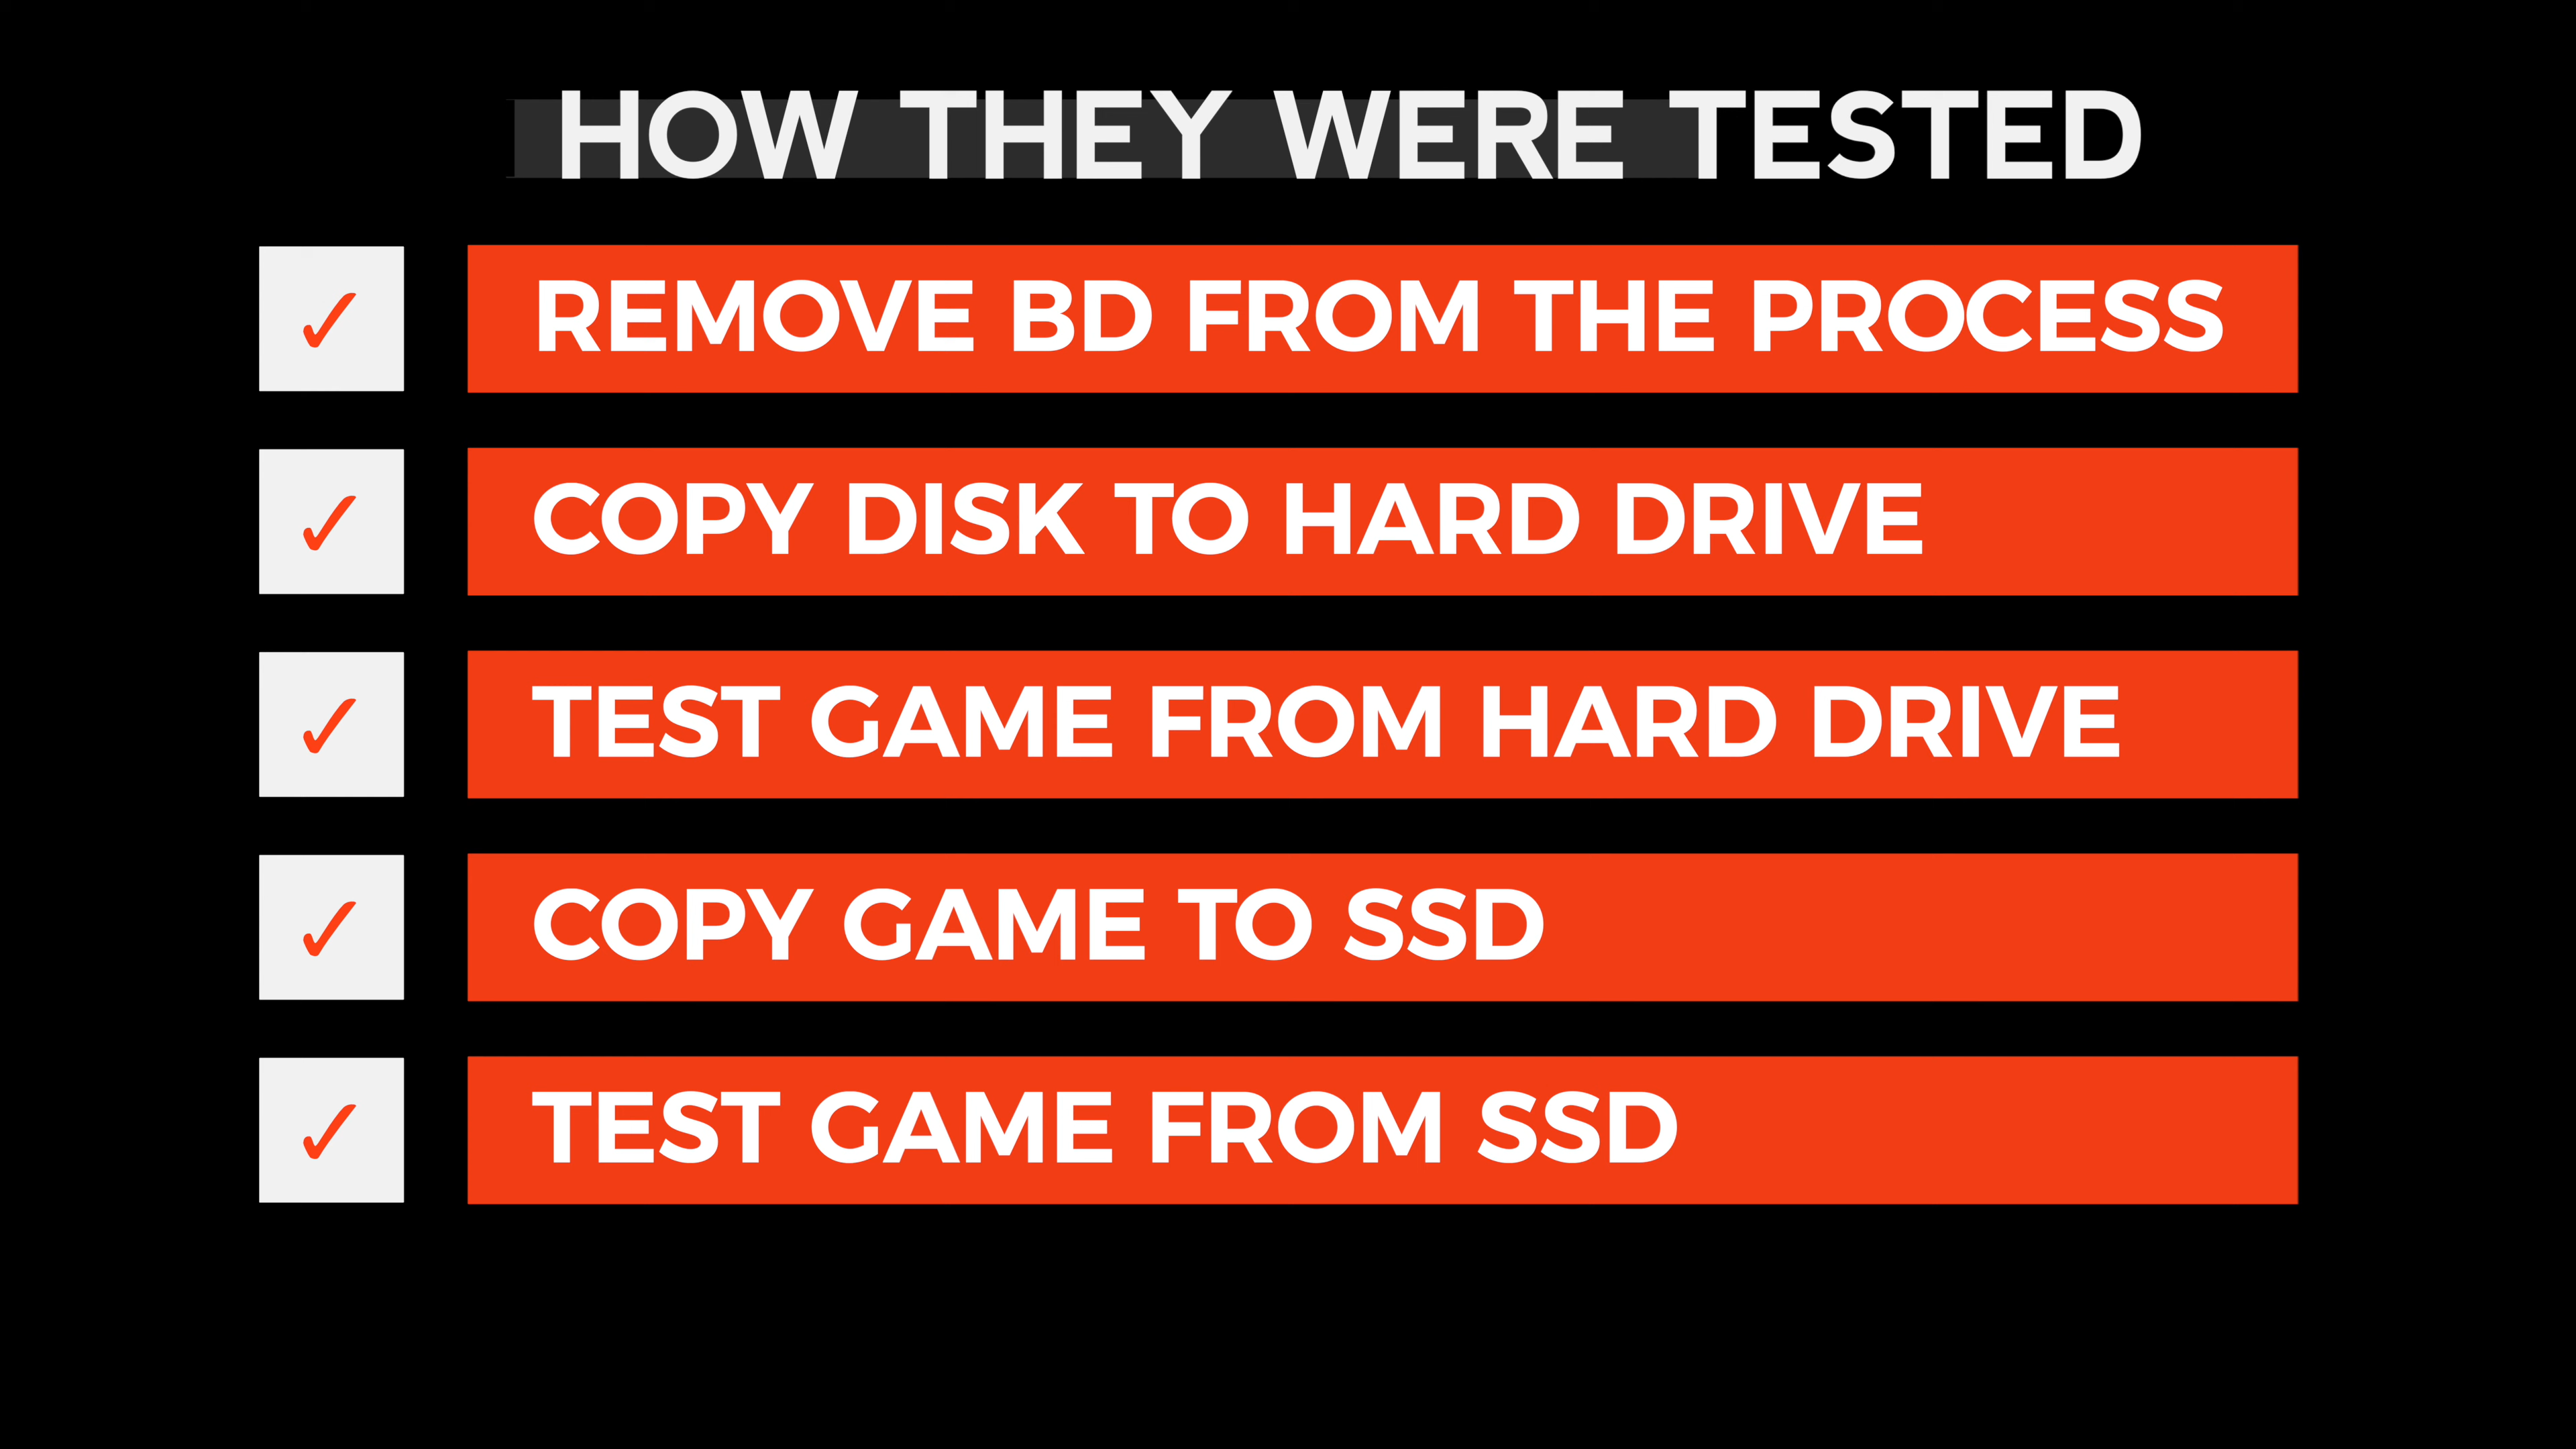 HOW THEY WERE TESTED
✓ REMOVE BD FROM THE PROCESS
✓ COPY DISK TO HARD DRIVE
✓ TEST GAME FROM HARD DRIVE
✓ COPY GAME TO SSD
✓ TEST GAME FROM SSD